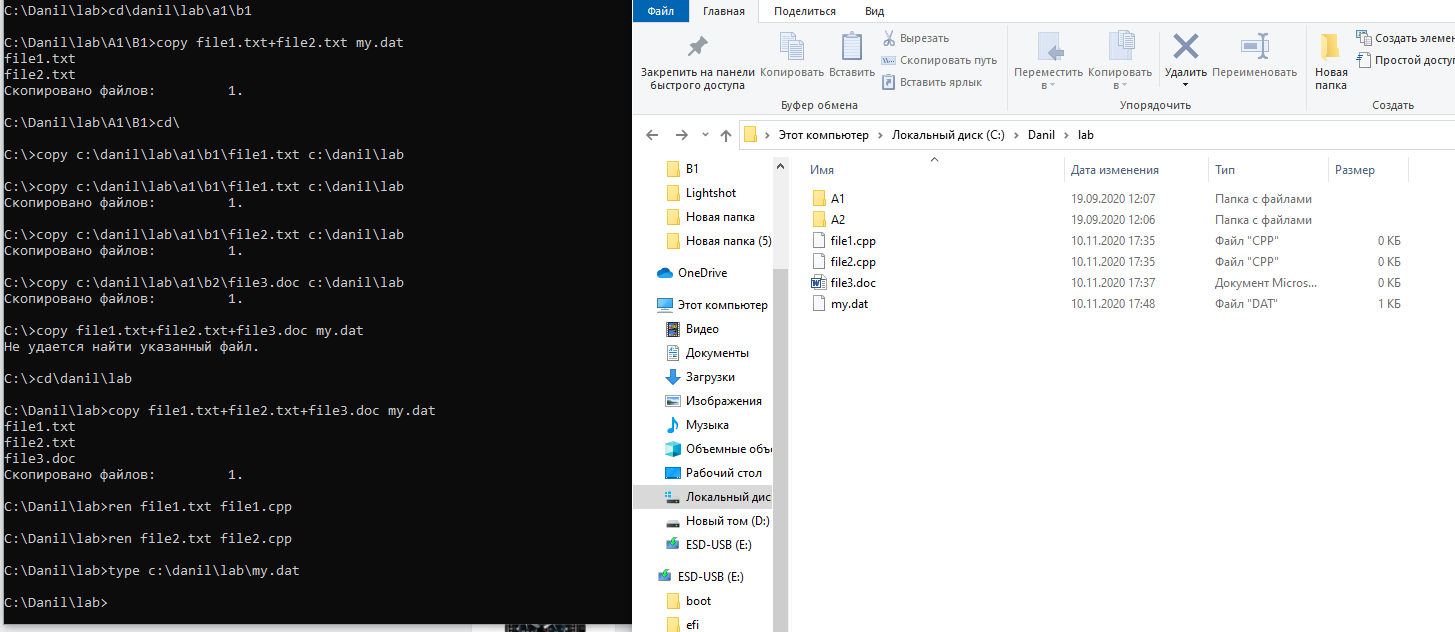 C:\Danil\lab>cd\danil\lab\a1\b1
C:\Danil\lab\A1\B1>copy file1.txt+file2.txt my.dat
file1.txt
file2.txt
Скопировано файлов:         1.
C:\Danil\lab\A1\B1>cd\
C:\>copy c:\danil\lab\a1\b1\file1.txt c:\danil\lab
C:\>copy c:\danil\lab\a1\b1\file1.txt c:\danil\lab
Скопировано файлов:         1.
C:\>copy c:\danil\lab\a1\b1\file2.txt c:\danil\lab
Скопировано файлов:         1.
C:\>copy c:\danil\lab\a1\b2\file3.doc c:\danil\lab
Скопировано файлов:         1.
C:\>copy file1.txt+file2.txt+file3.doc my.dat
Не удается найти указанный файл.
C:\>cd\danil\lab
C:\Danil\lab>copy file1.txt+file2.txt+file3.doc my.dat
file1.txt
file2.txt
file3.doc
Скопировано файлов:         1.
C:\Danil\lab>ren file1.txt file1.cpp
C:\Danil\lab>ren file2.txt file2.cpp
C:\Danil\lab>type c:\danil\lab\my.dat
C:\Danil\lab>
Файл Главная Поделиться Вид
Закрепить на панели быстрого доступа
Копировать
Вставить
Вырезать
Скопировать путь
Вставить ярлык
Буфер обмена
Переместить в
Копировать в
Удалить
Переименовать
Упорядочить
Новая папка
Создать элемен
Простой досту
Создать
Этот компьютер > Локальный диск (C:) > Danil > lab
B1
Lightshot
Новая папка
Новая папка (5)
OneDrive
Этот компьютер
Видео
Документы
Загрузки
Изображения
Музыка
Объемные объ
Рабочий стол
Локальный дис
Новый том (D:)
ESD-USB (E:)
ESD-USB (E:)
boot
efi
Имя Дата изменения Тип Размер
A1 19.09.2020 12:07 Папка с файлами
A2 19.09.2020 12:06 Папка с файлами
file1.cpp 10.11.2020 17:35 Файл "CPP" 0 КБ
file2.cpp 10.11.2020 17:35 Файл "CPP" 0 КБ
file3.doc 10.11.2020 17:37 Документ Micros... 0 КБ
my.dat 10.11.2020 17:48 Файл "DAT" 1 КБ